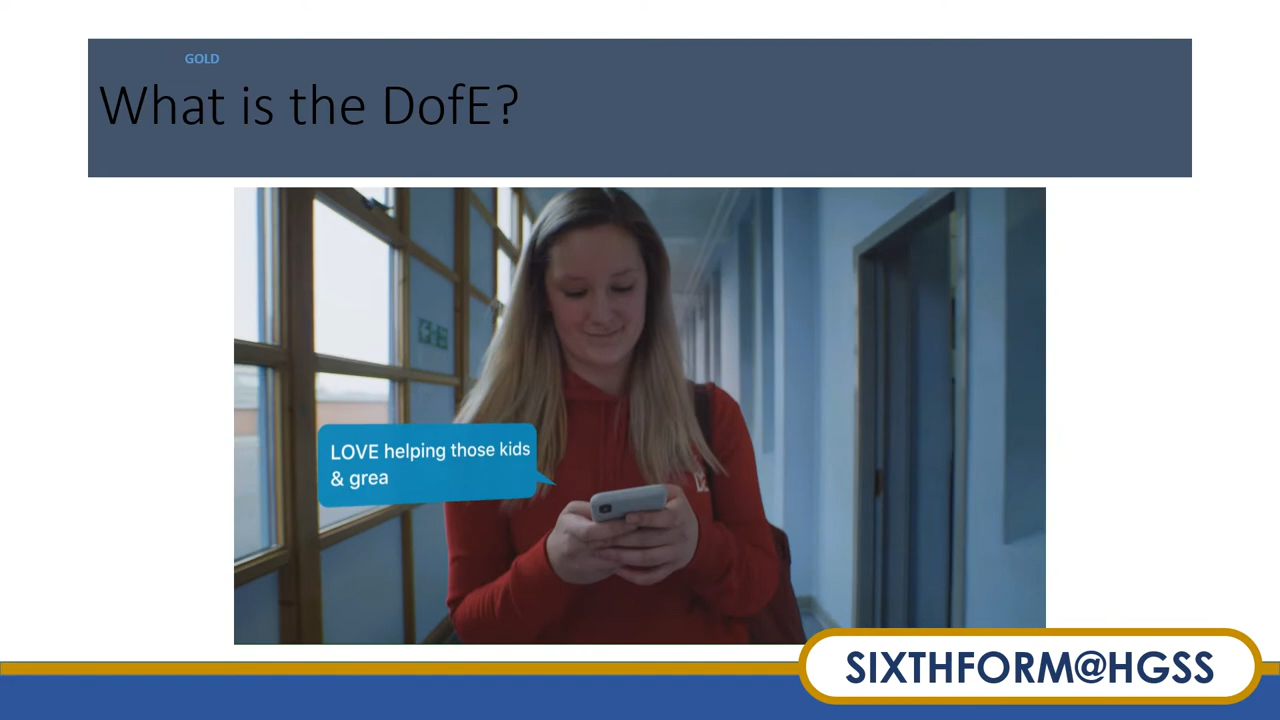 GOLD
What is the DofE?
LOVE helping those kids
& grea
SIXTHFORM@HGSS